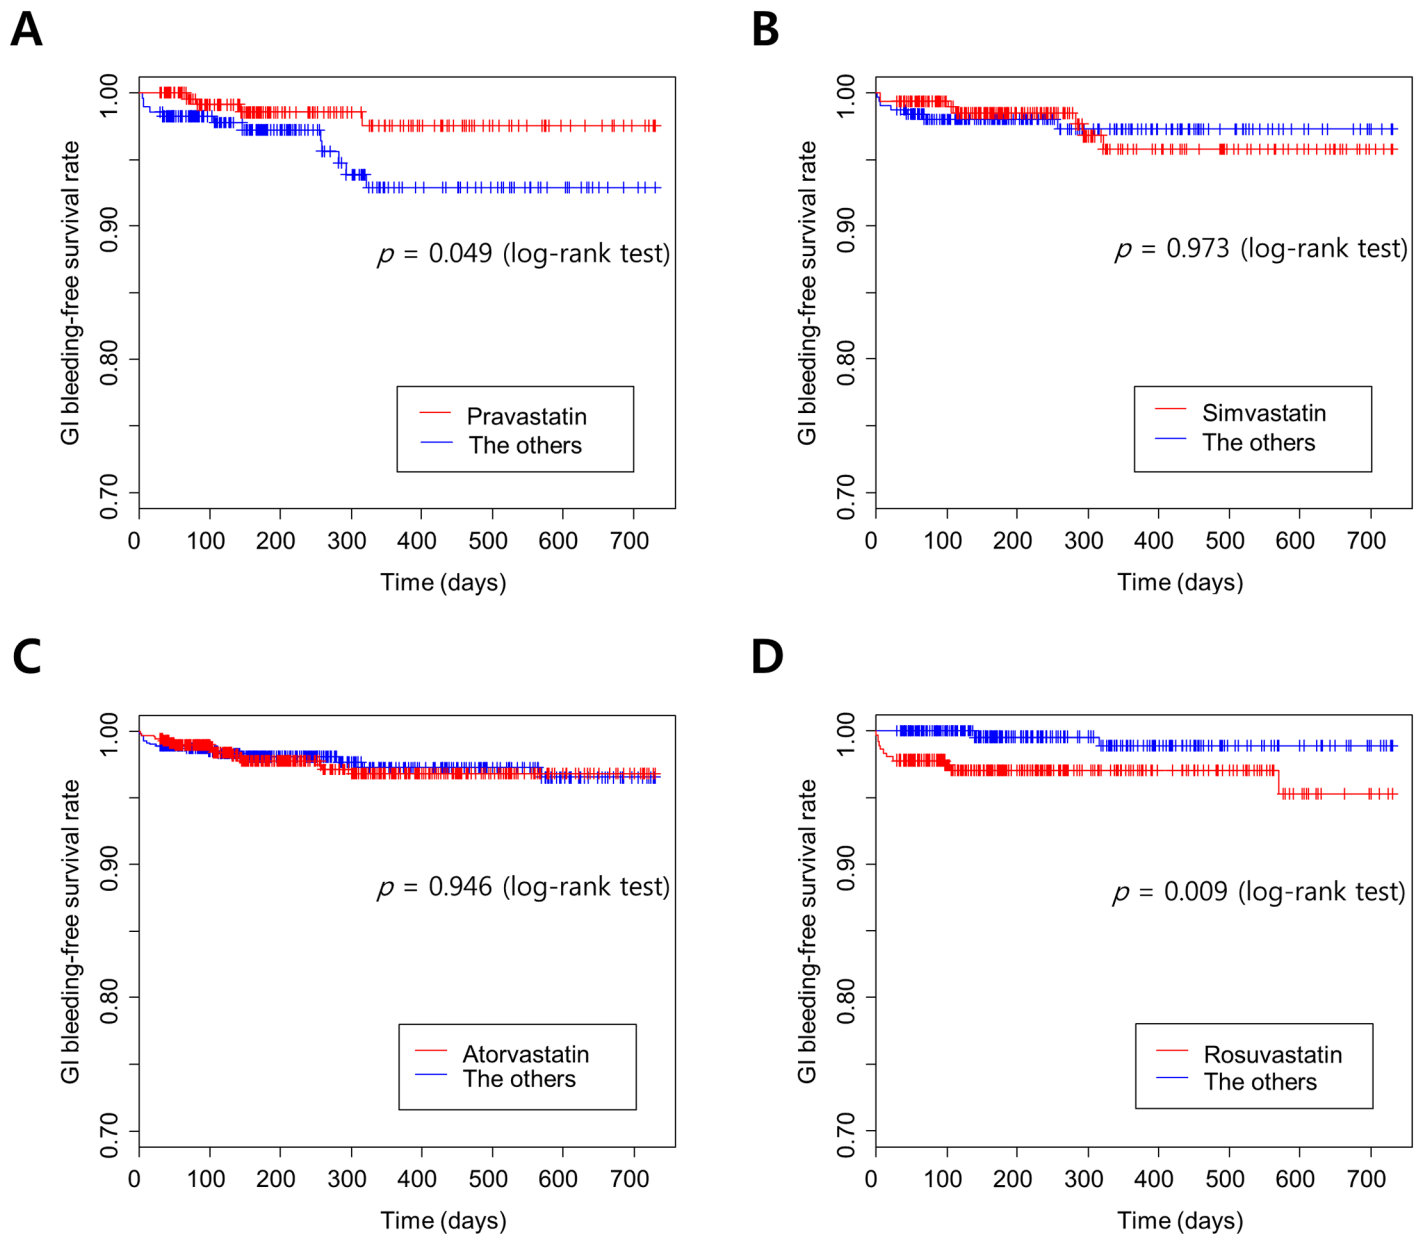 A
GI bleeding-free survival rate
1.00
0.90
0.80
0.70
p = 0.049 (log-rank test)
Pravastatin
The others
0 100 200 300 400 500 600 700
Time (days)
B
GI bleeding-free survival rate
1.00
0.90
0.80
0.70
p = 0.973 (log-rank test)
Simvastatin
The others
0 100 200 300 400 500 600 700
Time (days)
C
GI bleeding-free survival rate
1.00
0.90
0.80
0.70
p = 0.946 (log-rank test)
Atorvastatin
The others
0 100 200 300 400 500 600 700
Time (days)
D
GI bleeding-free survival rate
1.00
0.90
0.80
0.70
p = 0.009 (log-rank test)
Rosuvastatin
The others
0 100 200 300 400 500 600 700
Time (days)